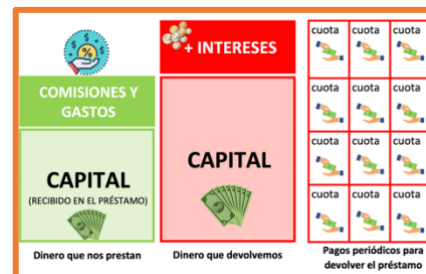 COMISIONES Y
GASTOS
CAPITAL
(RECIBIDO EN EL PRÉSTAMO)
Dinero que nos prestan
+ INTERESES
CAPITAL
Dinero que devolvemos
cuota cuota cuota
cuota cuota cuota
cuota cuota cuota
cuota cuota cuota
Pagos periódicos para
devolver el préstamo